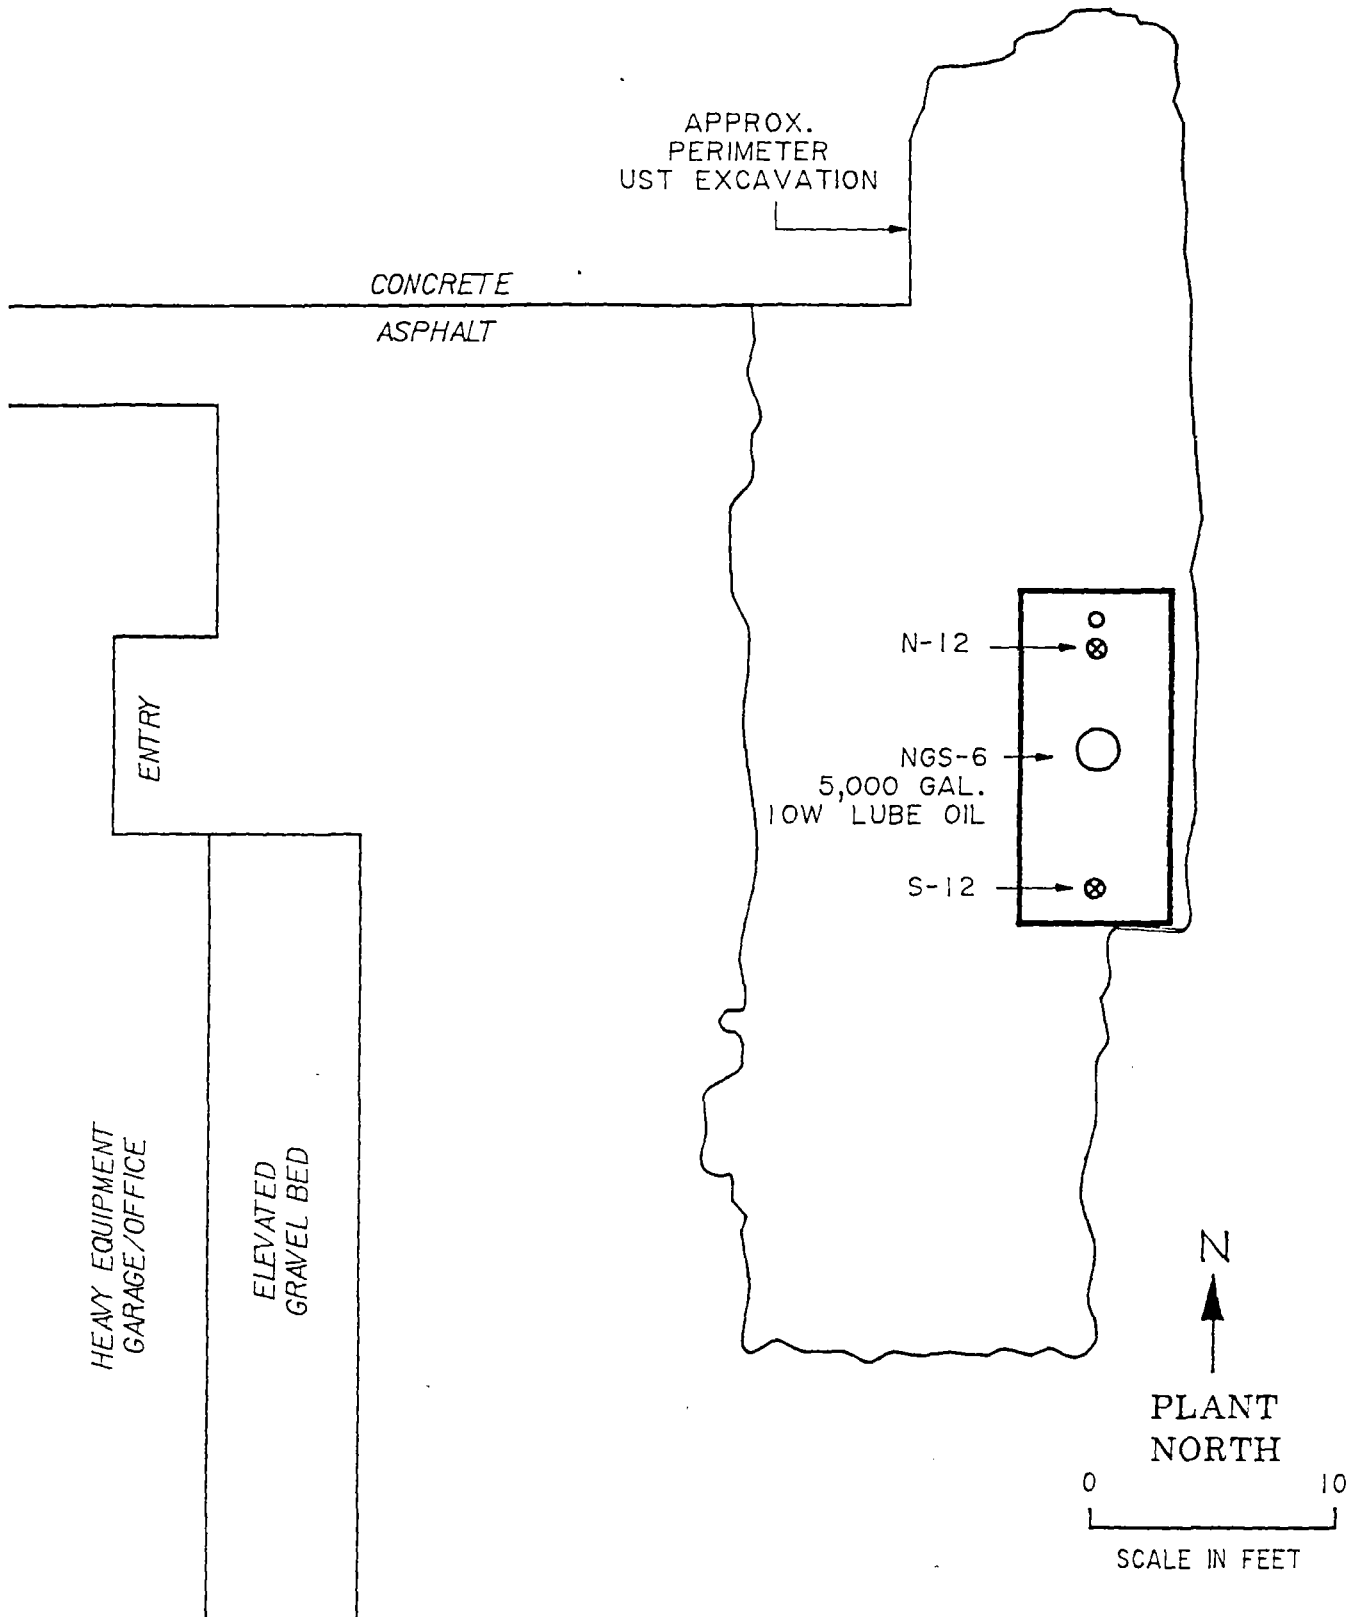 APPROX.
PERIMETER
UST EXCAVATION
CONCRETE
ASPHALT
N-12
ENTRY
NGS-6
5,000 GAL.
10W LUBE OIL
S-12
HEAVY EQUIPMENT
GARAGE/OFFICE
ELEVATED
GRAVEL BED
N
PLANT
NORTH
0 10
SCALE IN FEET